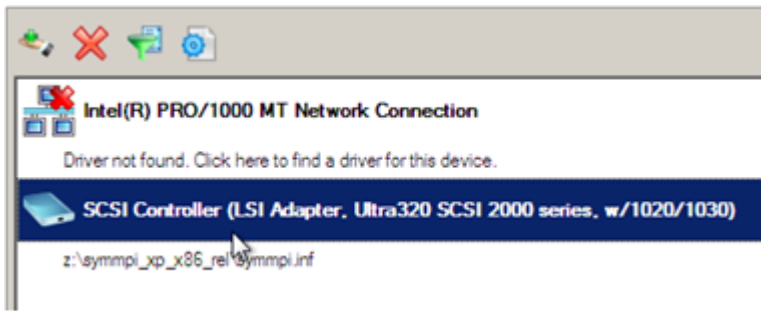 Intel(R) PRO/1000 MT Network Connection
Driver not found. Click here to find a driver for this device.
SCSI Controller (LSI Adapter, Ultra320 SCSI 2000 series, w/1020/1030)
z:\symmpi_xp_x86_rel\symmpi.inf